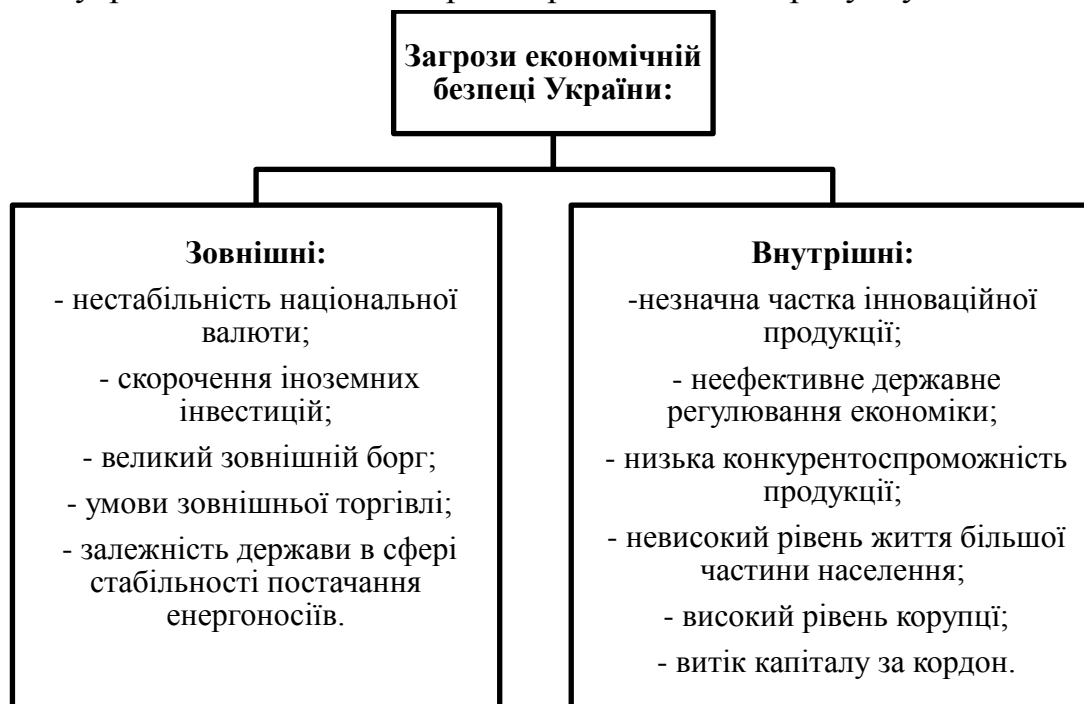 Загрози економічній
безпеці України:
Зовнішні:
- нестабільність національної
валюти;
- скорочення іноземних
інвестицій;
- великий зовнішній борг;
- умови зовнішньої торгівлі;
- залежність держави в сфері
стабільності постачання
енергоносіїв.
Внутрішні:
-незначна частка інноваційної
продукції;
- неефективне державне
регулювання економіки;
- низька конкурентоспроможність
продукції;
- невисокий рівень життя більшої
частини населення;
- високий рівень корупції;
- витік капіталу за кордон.